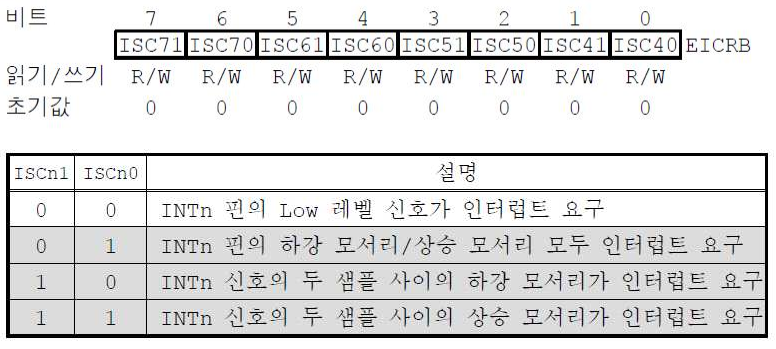 비트 7 6 5 4 3 2 1 0
ISC71 ISC70 ISC61 ISC60 ISC51 ISC50 ISC41 ISC40 EICRB
읽기/쓰기 R/W R/W R/W R/W R/W R/W R/W R/W
초기값 0 0 0 0 0 0 0 0
ISCn1 ISCn0 설명
0 0 INTn 핀의 Low 레벨 신호가 인터럽트 요구
0 1 INTn 핀의 하강 모서리/상승 모서리 모두 인터럽트 요구
1 0 INTn 신호의 두 샘플 사이의 하강 모서리가 인터럽트 요구
1 1 INTn 신호의 두 샘플 사이의 상승 모서리가 인터럽트 요구